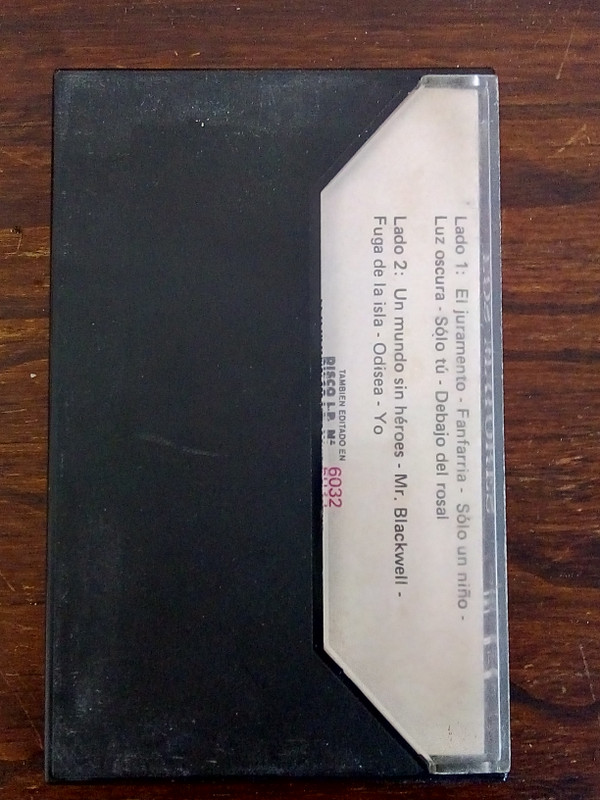 Lado 1: El juramento - Fanfarria - Sólo un niño -
Luz oscura - Sólo tú - Debajo del rosal
Lado 2: Un mundo sin héroes - Mr. Blackwell -
Fuga de la isla - Odisea - Yo
TAMBIEN EDITADO EN
DISCO L.P. Mª 6032